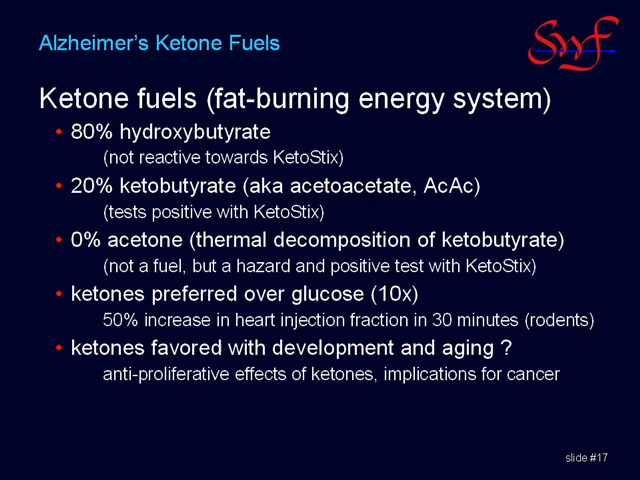 Alzheimer's Ketone Fuels
Swf
Ketone fuels (fat-burning energy system)
• 80% hydroxybutyrate
(not reactive towards KetoStix)
• 20% ketobutyrate (aka acetoacetate, AcAc)
(tests positive with KetoStix)
• 0% acetone (thermal decomposition of ketobutyrate)
(not a fuel, but a hazard and positive test with KetoStix)
• ketones preferred over glucose (10x)
50% increase in heart injection fraction in 30 minutes (rodents)
• ketones favored with development and aging ?
anti-proliferative effects of ketones, implications for cancer
slide #17